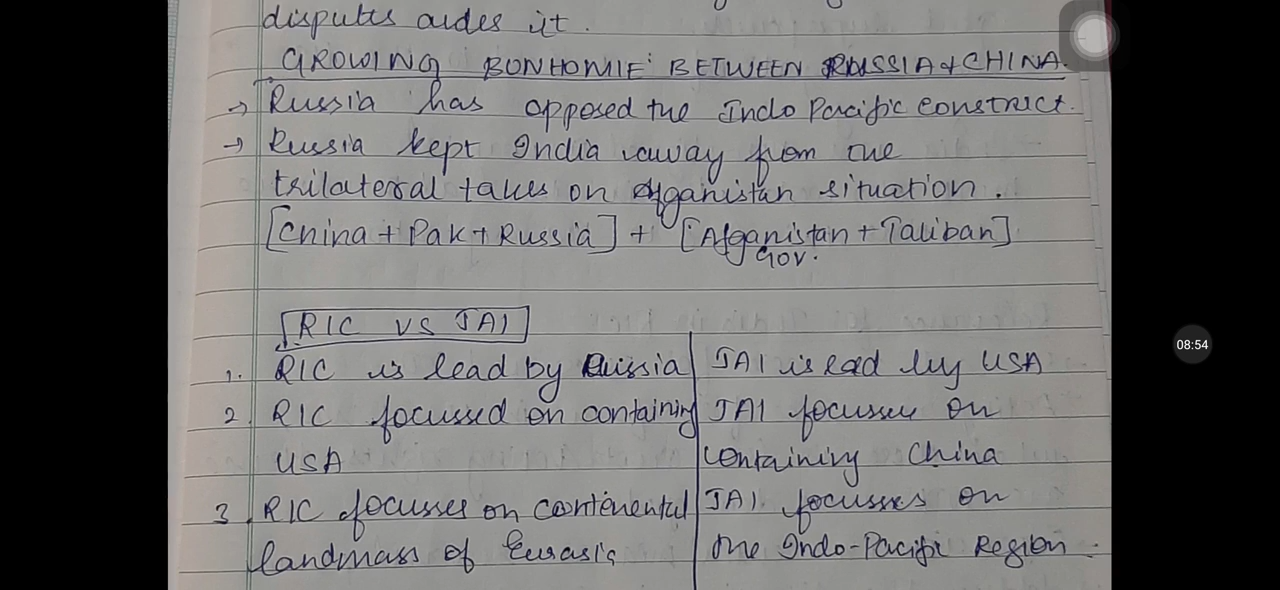 disputes aides it.
GROWING BONHOMIE BETWEEN RUSSIA & CHINA.
→ Russia has opposed the Indo Pacific construct.
→ Russia kept India away from the
trilateral talks on Afganistan situation.
[China + Pak + Russia] + [Afganistan + Taliban]
Gov.
RIC VS JAI
1. RIC is lead by Russia | JAI is lead by USA
2. RIC focussed on containing | JAI focusses on
USA | containing China
3. RIC focusses on continental | JAI focusses on
landmass of Eurasia | the Indo-Pacific Region.
08:54